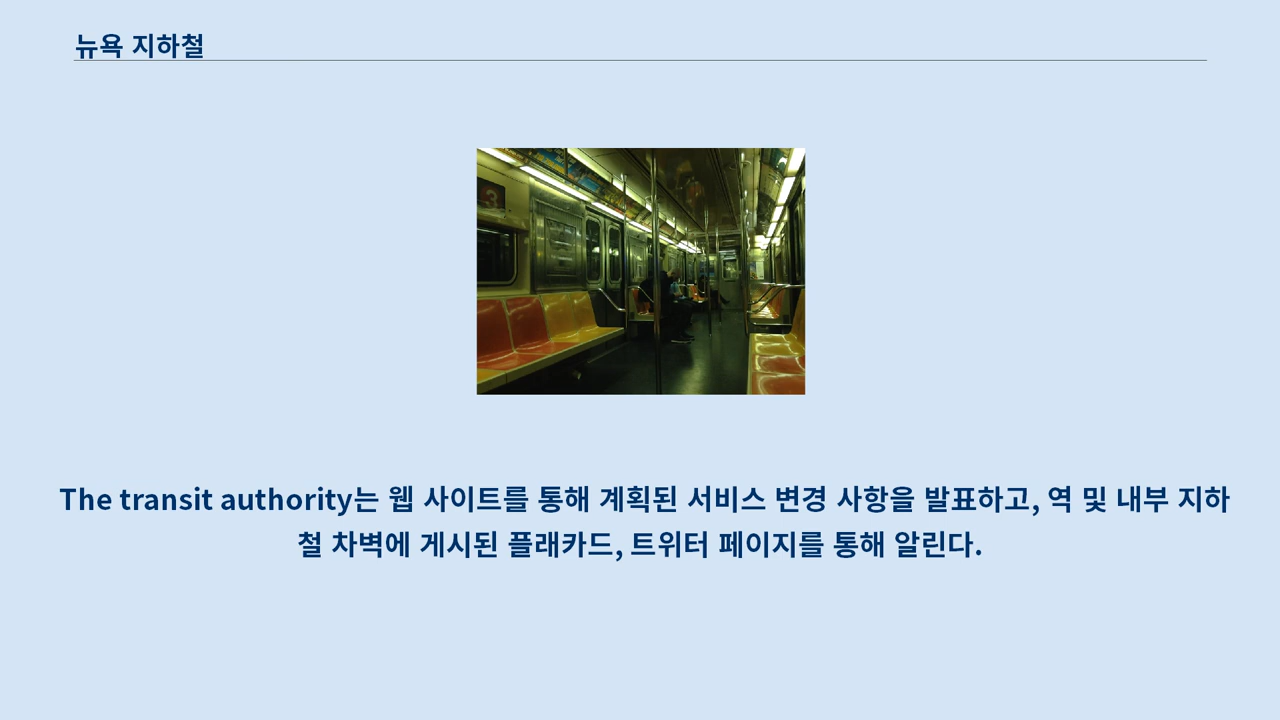 뉴욕 지하철
3
The transit authority는 웹 사이트를 통해 계획된 서비스 변경 사항을 발표하고, 역 및 내부 지하
철 차벽에 게시된 플래카드, 트위터 페이지를 통해 알린다.